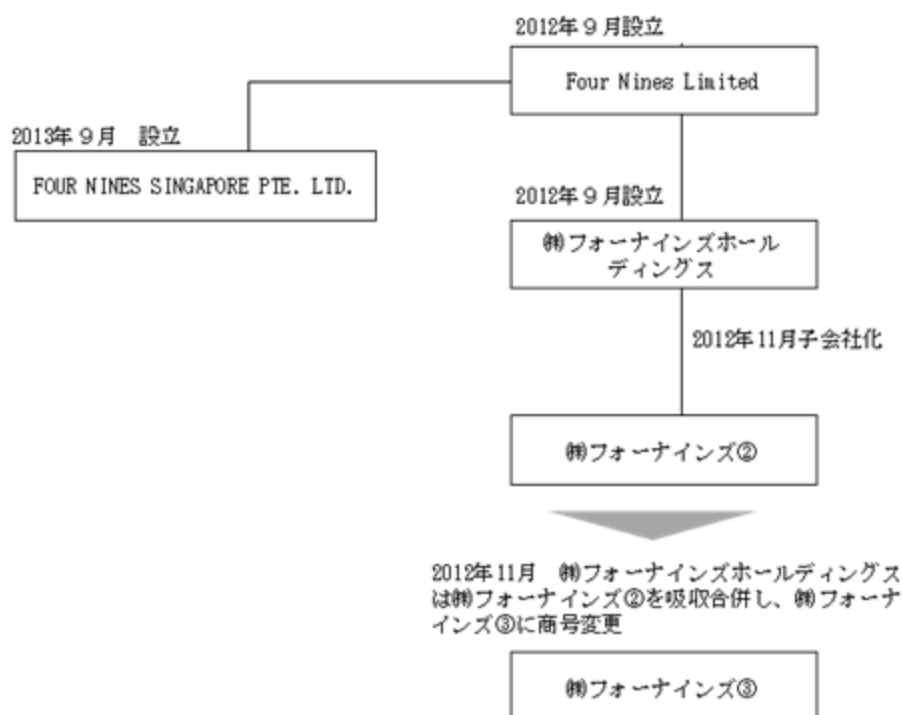 2012年９月設立
Four Nines Limited
2013年９月　設立
FOUR NINES SINGAPORE PTE. LTD.
2012年９月設立
㈱フォーナインズホール
ディングス
2012年11月子会社化
㈱フォーナインズ②
2012年11月　㈱フォーナインズホールディングス
は㈱フォーナインズ②を吸収合併し、㈱フォーナ
インズ③に商号変更
㈱フォーナインズ③